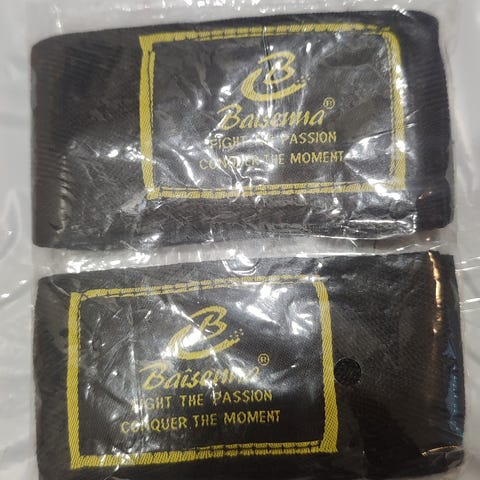 B
Baisenna®
FIGHT THE PASSION
CONQUER THE MOMENT
B
Baisenna®
FIGHT THE PASSION
CONQUER THE MOMENT